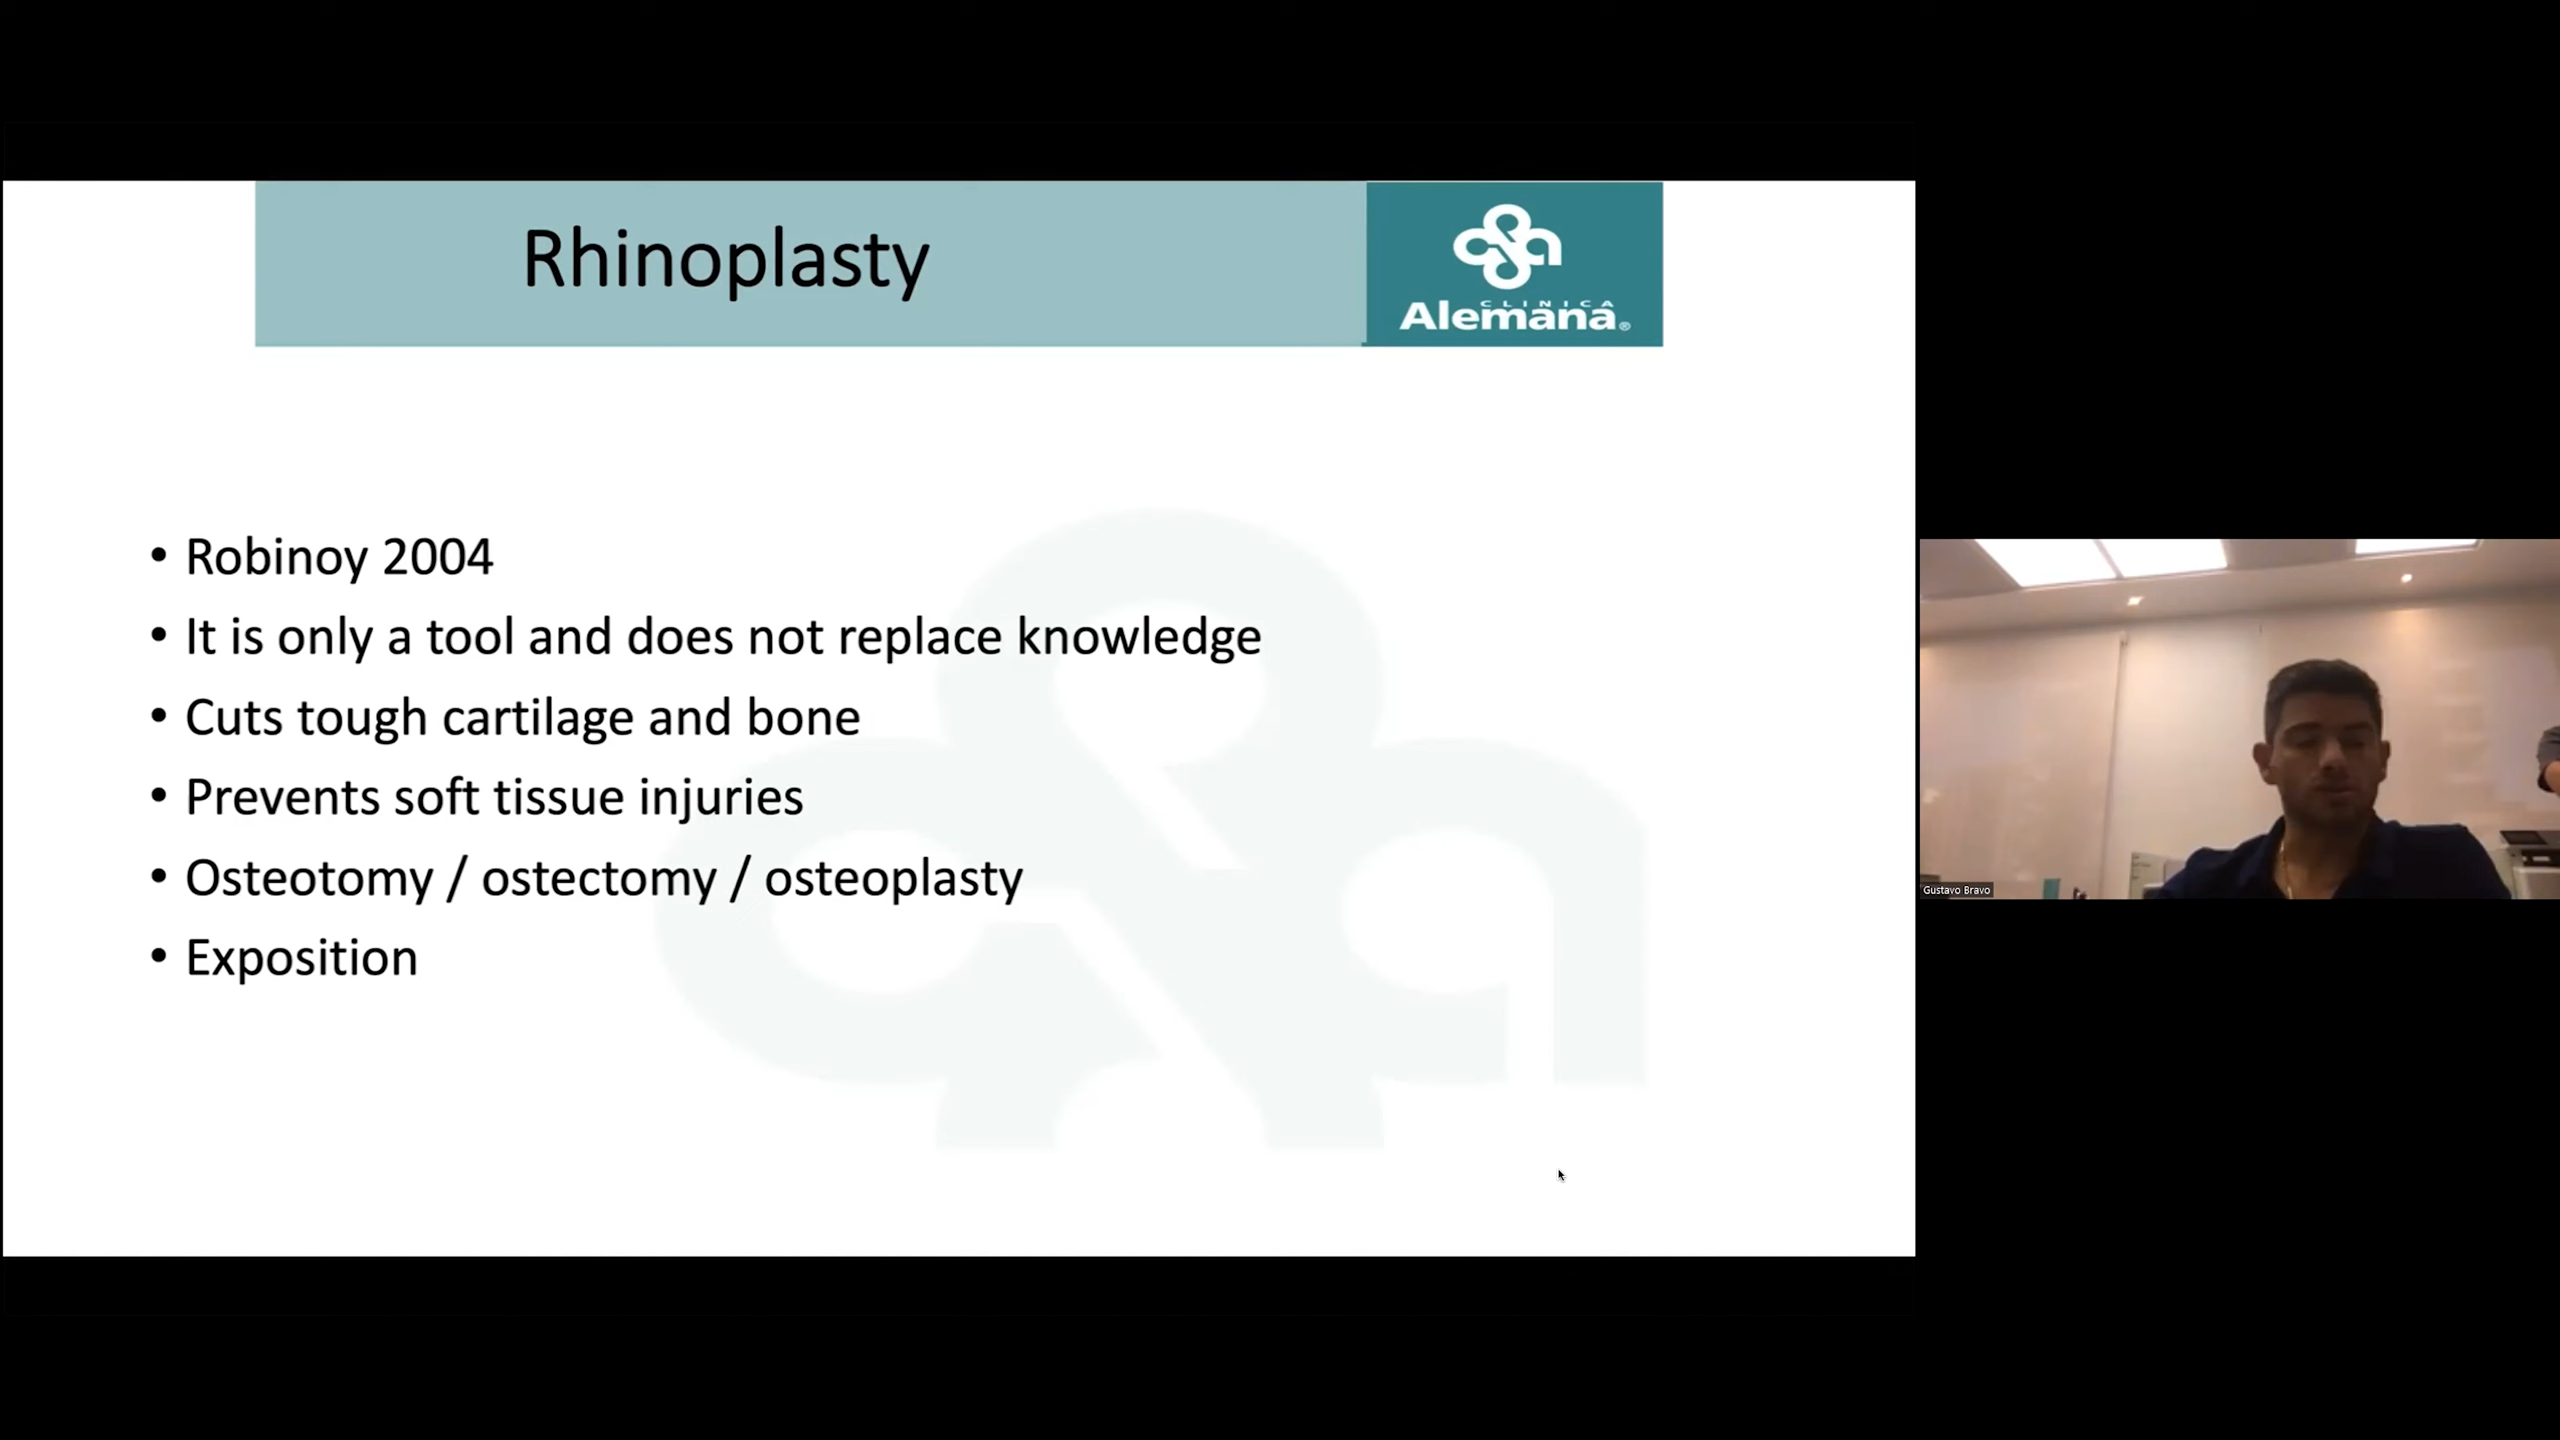 Rhinoplasty
CLINICA
Alemana®
• Robinoy 2004
• It is only a tool and does not replace knowledge
• Cuts tough cartilage and bone
• Prevents soft tissue injuries
• Osteotomy / ostectomy / osteoplasty
• Exposition
Gustavo Bravo